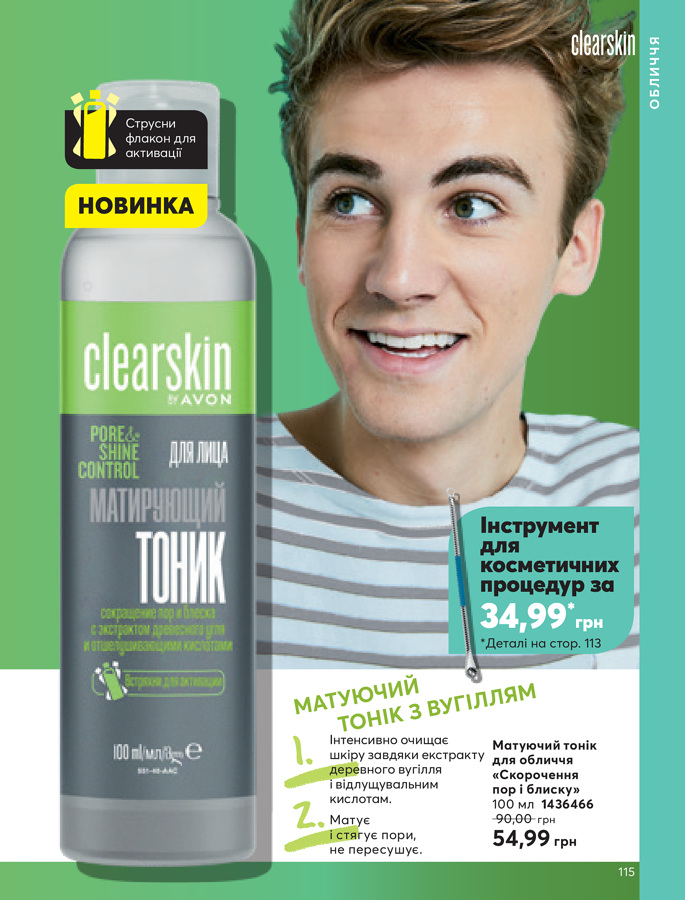 clearskin
ОБЛИЧЧЯ
Струсни
флакон для
активації
НОВИНКА
clearskin
BY AVON
PORE &
SHINE
CONTROL
ДЛЯ ЛИЦА
МАТИРУЮЩИЙ
ТОНИК
сокращение пор и блеска
с экстрактом древесного угля
и отшелушивающими кислотами
Встряхни для активации
100 ml/мл/
551-48-AAC
Інструмент
для
косметичних
процедур за
34,99* грн
*Деталі на стор. 113
МАТУЮЧИЙ
ТОНІК З ВУГІЛЛЯМ
1. Інтенсивно очищає
шкіру завдяки екстракту
деревного вугілля
і відлущувальним
кислотам.
2. Матує
і стягує пори,
не пересушує.
Матуючий тонік
для обличчя
«Скорочення
пор і блиску»
100 мл 1436466
90,00 грн
54,99 грн
115